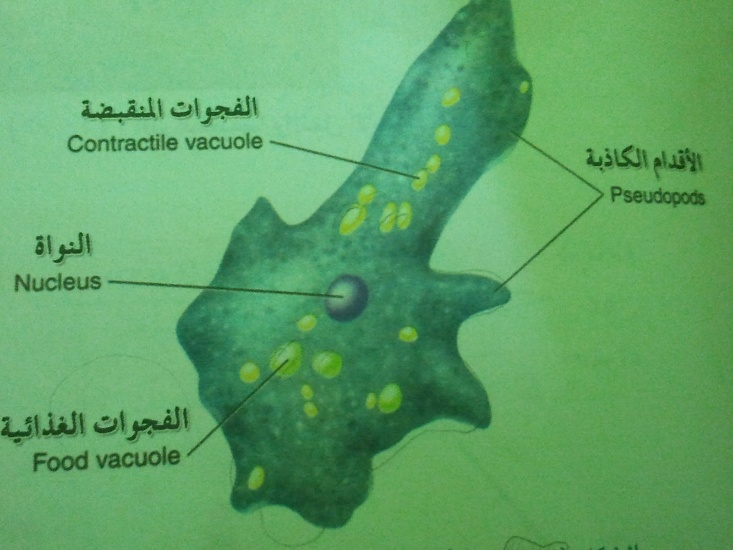 الفجوات المنقبضة
Contractile vacuole
الأقدام الكاذبة
Pseudopods
النواة
Nucleus
الفجوات الغذائية
Food vacuole